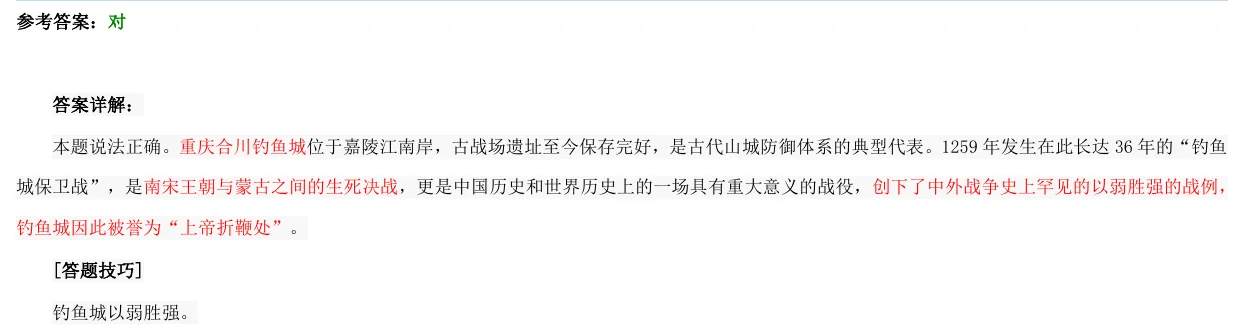 参考答案：对
答案详解：
本题说法正确。重庆合川钓鱼城位于嘉陵江南岸，古战场遗址至今保存完好，是古代山城防御体系的典型代表。1259 年发生在此长达 36 年的“钓鱼
城保卫战”，是南宋王朝与蒙古之间的生死决战，更是中国历史和世界历史上的一场具有重大意义的战役，创下了中外战争史上罕见的以弱胜强的战例，
钓鱼城因此被誉为“上帝折鞭处”。
[答题技巧]
钓鱼城以弱胜强。